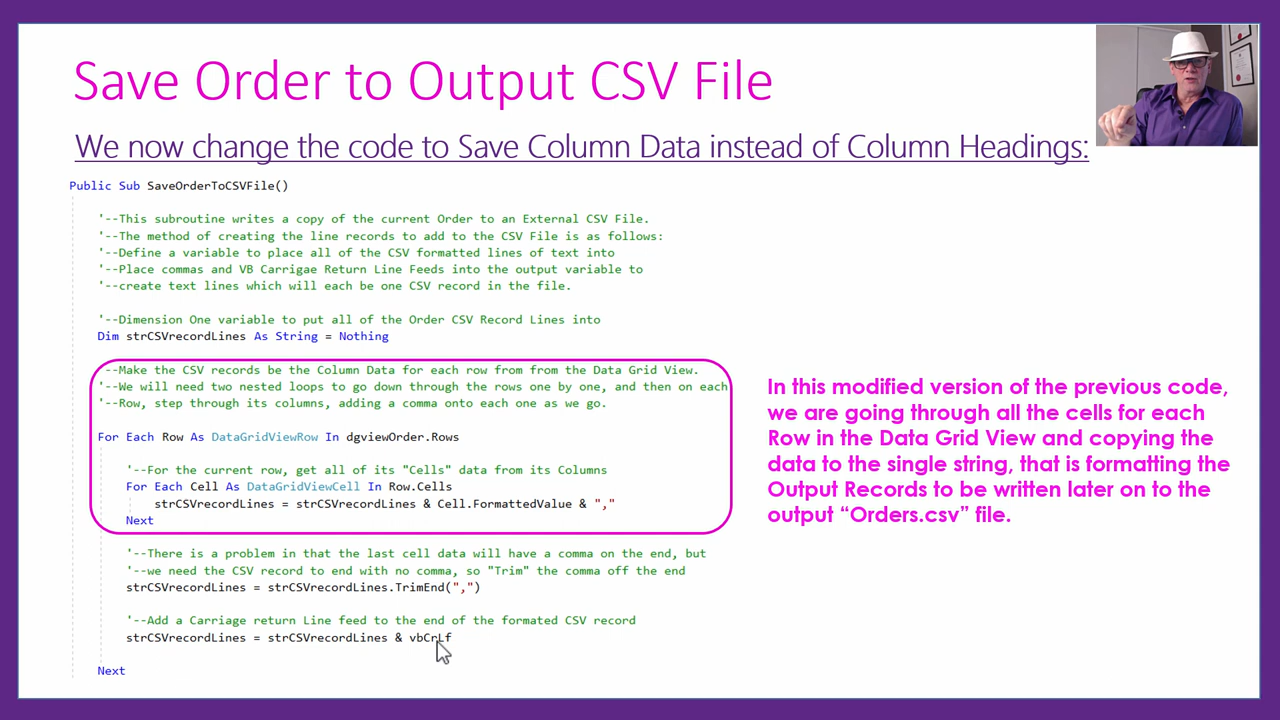 Save Order to Output CSV File
We now change the code to Save Column Data instead of Column Headings:
Public Sub SaveOrderToCSVFile()
'--This subroutine writes a copy of the current Order to an External CSV File.
'--The method of creating the line records to add to the CSV File is as follows:
'--Define a variable to place all of the CSV formatted lines of text into
'--Place commas and VB Carrigae Return Line Feeds into the output variable to
'--create text lines which will each be one CSV record in the file.
'--Dimension One variable to put all of the Order CSV Record Lines into
Dim strCSVrecordLines As String = Nothing
'--Make the CSV records be the Column Data for each row from from the Data Grid View.
'--We will need two nested loops to go down through the rows one by one, and then on each
'--Row, step through its columns, adding a comma onto each one as we go.
For Each Row As DataGridViewRow In dgviewOrder.Rows
'--For the current row, get all of its "Cells" data from its Columns
For Each Cell As DataGridViewCell In Row.Cells
strCSVrecordLines = strCSVrecordLines & Cell.FormattedValue & ","
Next
'--There is a problem in that the last cell data will have a comma on the end, but
'--we need the CSV record to end with no comma, so "Trim" the comma off the end
strCSVrecordLines = strCSVrecordLines.TrimEnd(",")
'--Add a Carriage return Line feed to the end of the formated CSV record
strCSVrecordLines = strCSVrecordLines & vbCrLf
Next
In this modified version of the previous code,
we are going through all the cells for each
Row in the Data Grid View and copying the
data to the single string, that is formatting the
Output Records to be written later on to the
output “Orders.csv” file.